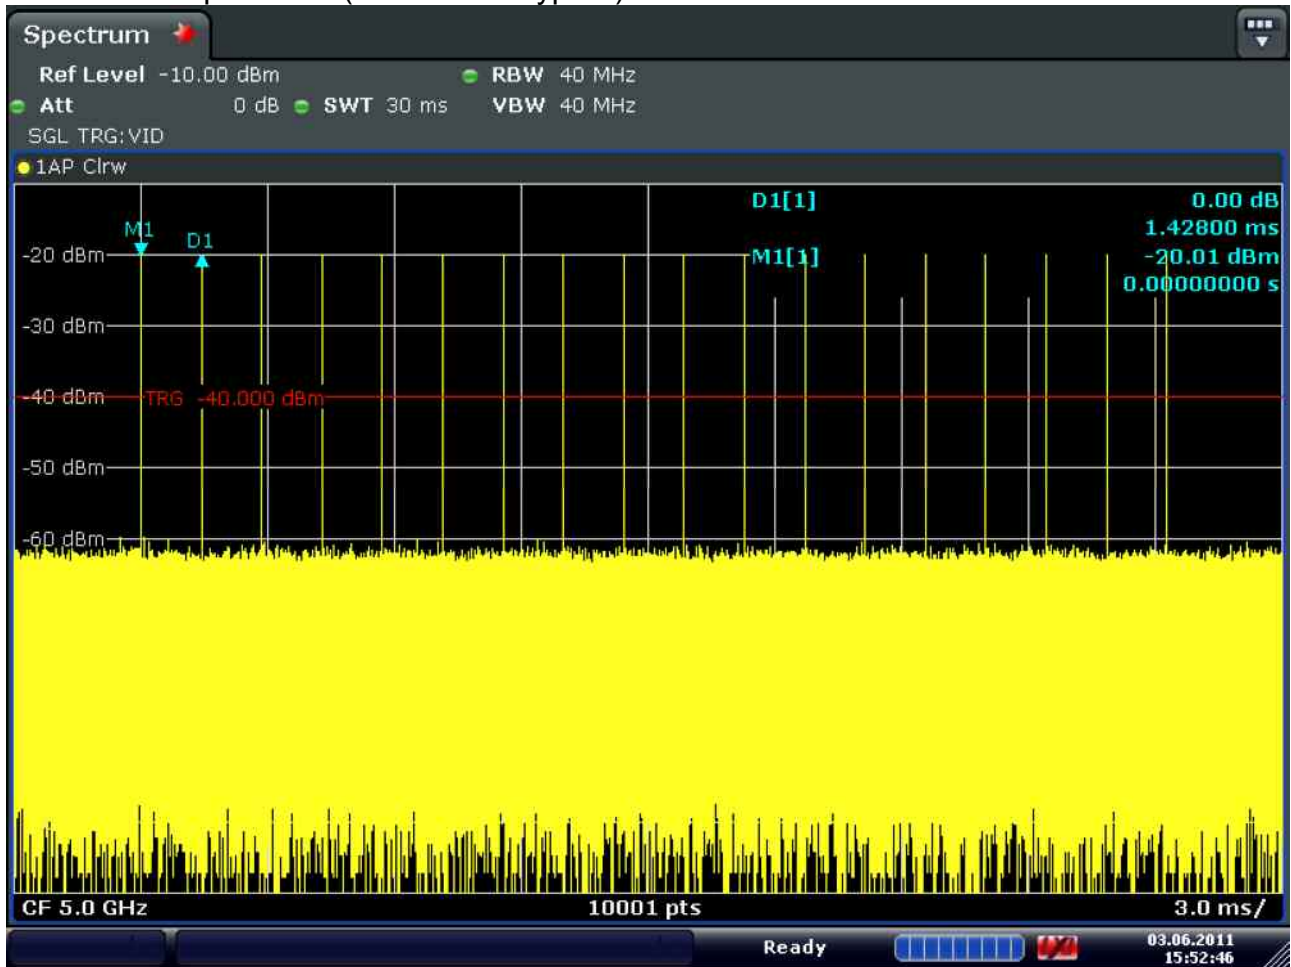 Spectrum
Ref Level -10.00 dBm RBW 40 MHz
Att 0 dB SWT 30 ms VBW 40 MHz
SGL TRG:VID
1AP Clrw
D1[1] 0.00 dB
1.42800 ms
M1[1] -20.01 dBm
0.00000000 s
M1
D1
-20 dBm
-30 dBm
-40 dBm
TRG -40.000 dBm
-50 dBm
-60 dBm
CF 5.0 GHz 10001 pts 3.0 ms/
Ready
03.06.2011
15:52:46